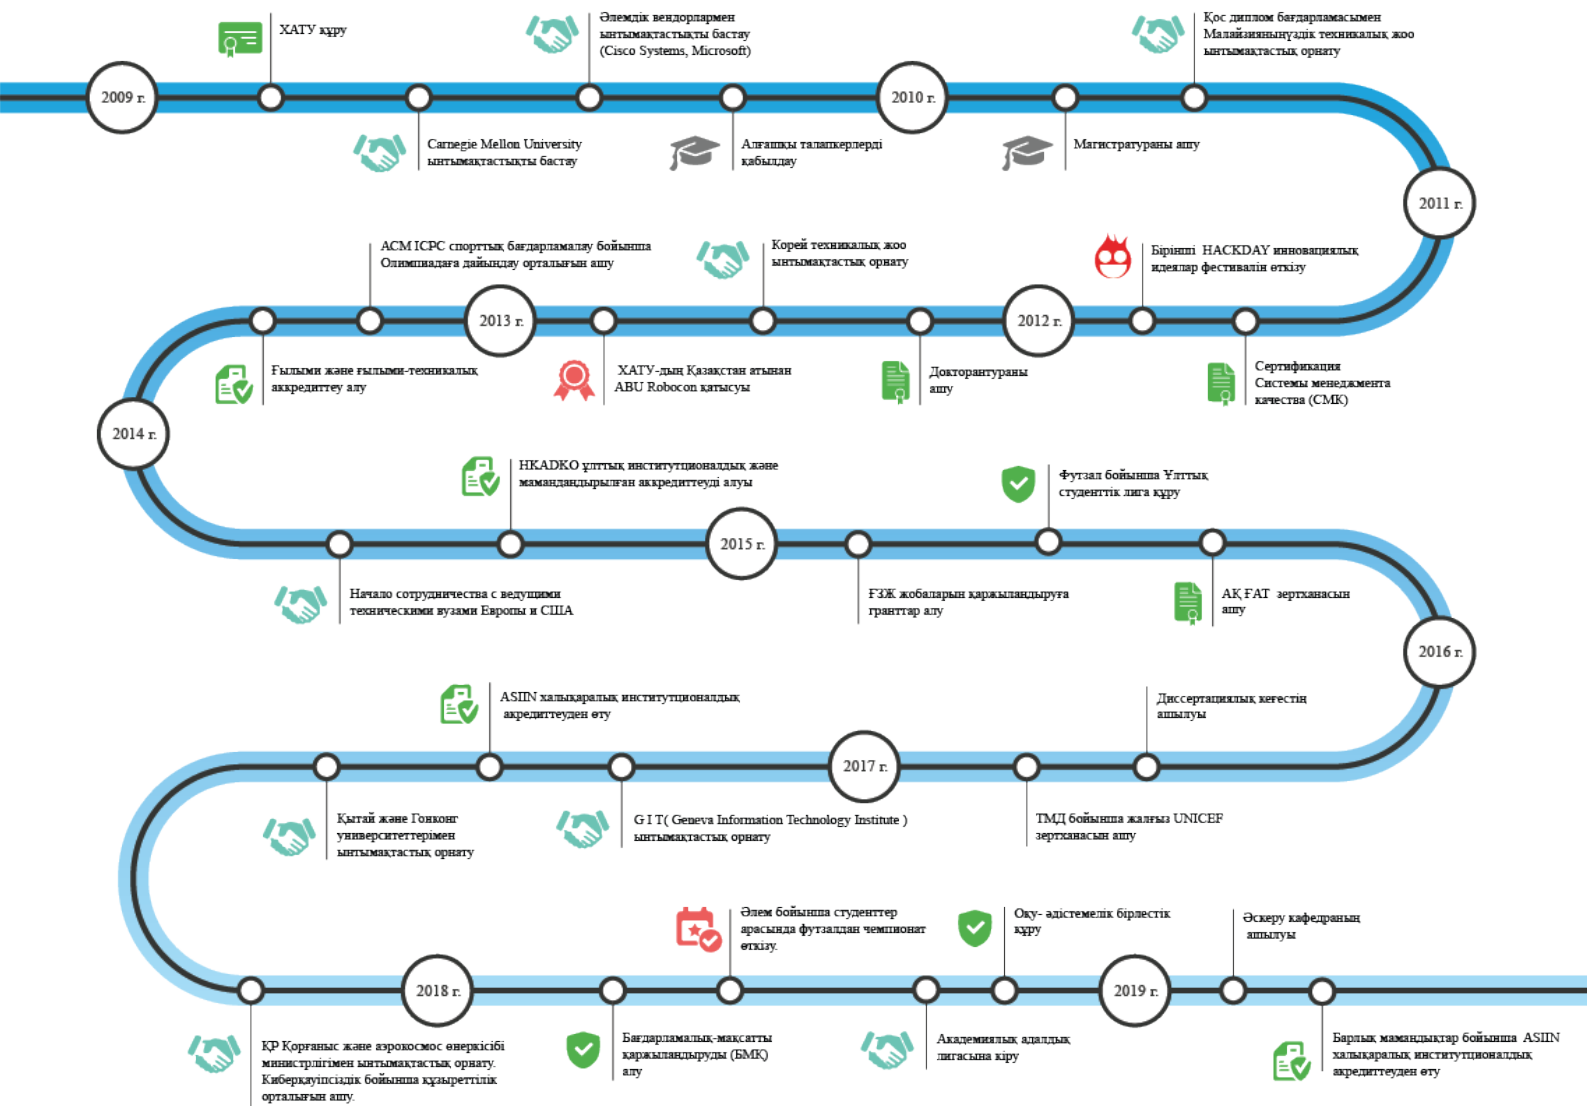 ХАТУ құру
Әлемдік вендорлармен
ынтымақтастықты бастау
(Cisco Systems, Microsoft)
Қос диплом бағдарламасымен
Малайзияныңүздік техникалық жоо
ынтымақтастық орнату
2009 г.
2010 г.
Carnegie Mellon University
ынтымақтастықты бастау
Алғашқы талапкерлерді
қабылдау
Магистратураны ашу
2011 г.
Бірінші HACKDAY инновациялық
идеялар фестивалін өткізу
Корей техникалық жоо
ынтымақтастық орнату
ACM ICPC спорттық бағдарламалау бойынша
Олимпиадаға дайындау орталығын ашу
2013 г.
2012 г.
Сертификация
Системы менеджмента
качества (СМК)
Докторантураны
ашу
ХАТУ-дың Қазақстан атынан
ABU Robocon қатысуы
Ғылыми және ғылыми-техникалық
аккредиттеу алу
2014 г.
НКАDКО ұлттық институтционалдық және
мамандандырылған аккредиттеуді алуы
Футзал бойынша Ұлттық
студенттік лига құру
2015 г.
Начало сотрудничества с ведущими
техническими вузами Европы и США
ҒЗЖ жобаларын қаржыландыруға
гранттар алу
АҚ ҒАТ зертханасын
ашу
2016 г.
Диссертациялық кеңестің
ашылуы
ASIIN халықаралық институтционалдық
акредиттеуден өту
2017 г.
ТМД бойынша жалғыз UNICEF
зертханасын ашу
G I T( Geneva Information Technology Institute )
ынтымақтастық орнату
Қытай және Гонконг
университеттерімен
ынтымақтастық орнату
Әлем бойынша студенттер
арасында футзалдан чемпионат
өткізу.
Оқу- әдістемелік бірлестік
құру
Әскеру кафедраның
ашылуы
2018 г.
2019 г.
ҚР Қорғаныс және аэрокосмос өнеркісібі
министрлігімен ынтымақтастық орнату.
Киберқауіпсіздік бойынша құзыреттілік
орталығын ашу.
Бағдарламалық-мақсатты
қаржыландыруды (БМҚ)
алу
Академиялық адалдық
лигасына кіру
Барлық мамандықтар бойынша ASIIN
халықаралық институтционалдық
акредиттеуден өту